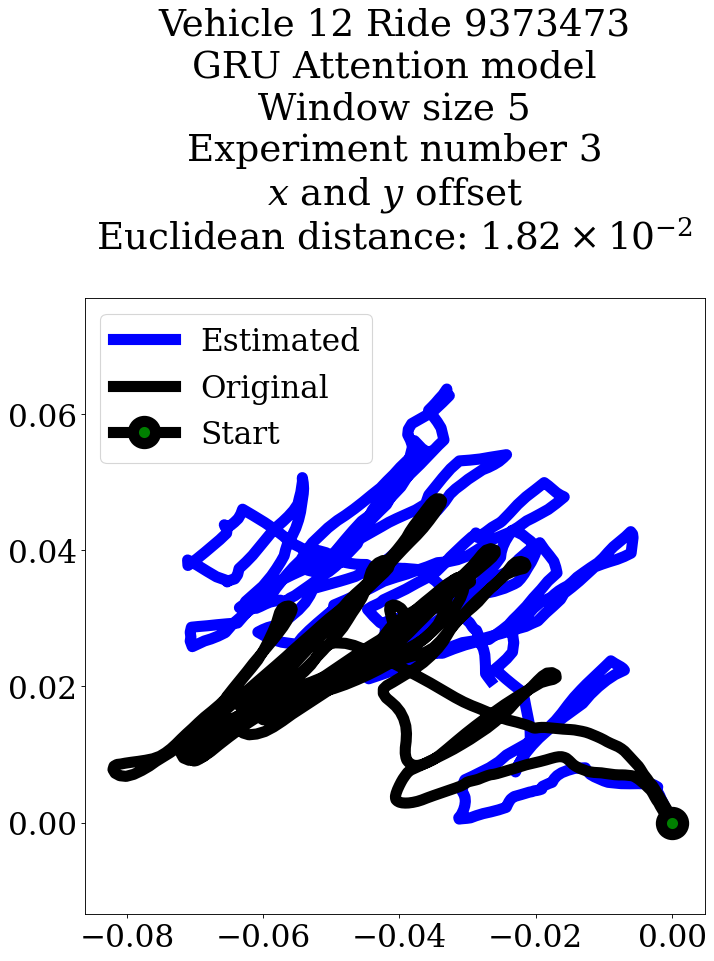 Vehicle 12 Ride 9373473
GRU Attention model
Window size 5
Experiment number 3
x and y offset
Euclidean distance: 1.82 × 10⁻²
Estimated
Original
Start
0.06
0.04
0.02
0.00
−0.08 −0.06 −0.04 −0.02 0.00